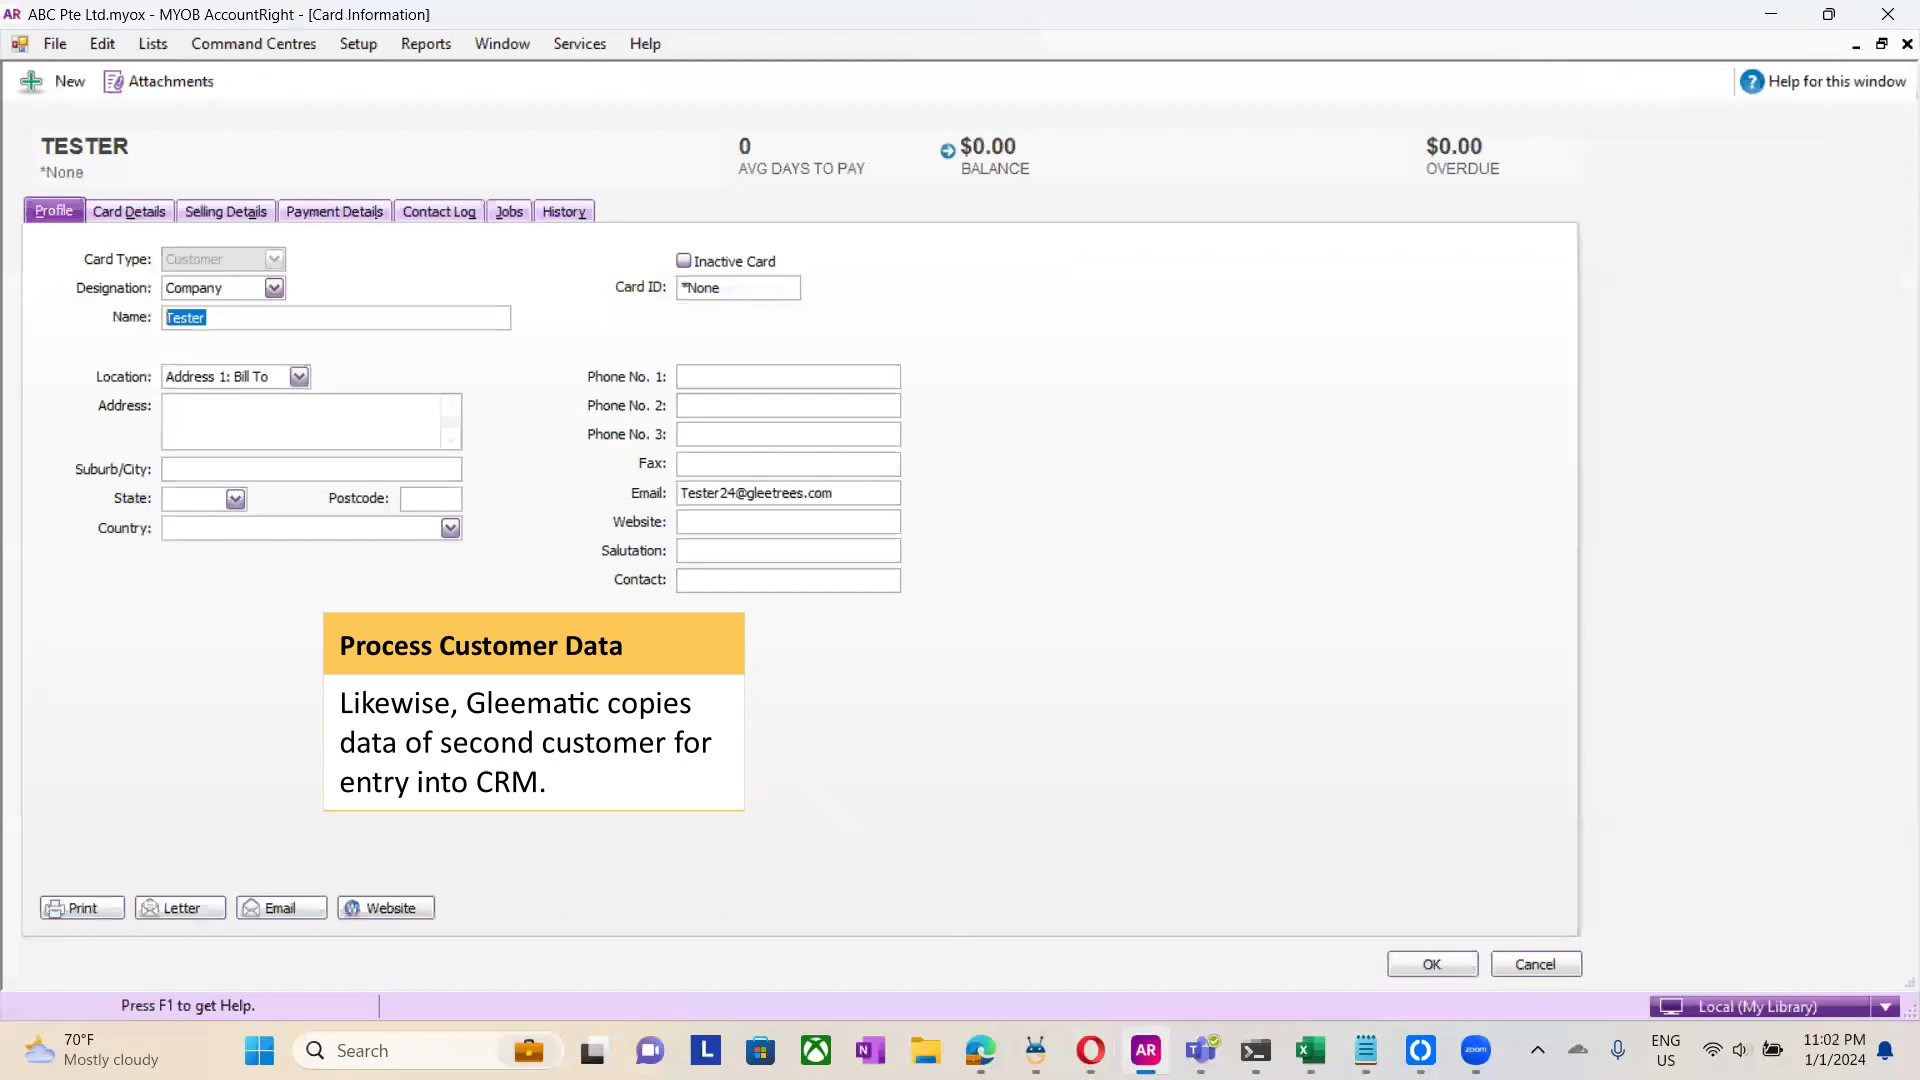 AR ABC Pte Ltd.myox - MYOB AccountRight - [Card Information]
File Edit Lists Command Centres Setup Reports Window Services Help
New Attachments ? Help for this window
TESTER 0 $0.00 $0.00
*None AVG DAYS TO PAY BALANCE OVERDUE
Profile Card Details Selling Details Payment Details Contact Log Jobs History
Card Type: Customer Inactive Card
Designation: Company Card ID: *None
Name: Tester
Location: Address 1: Bill To Phone No. 1:
Address: Phone No. 2:
Phone No. 3:
Fax:
Suburb/City:
Email: Tester24@gleetrees.com
State: Postcode:
Website:
Country:
Salutation:
Contact:
Process Customer Data
Likewise, Gleematic copies
data of second customer for
entry into CRM.
Print Letter Email Website
OK Cancel
Press F1 to get Help. Local (My Library)
70°F
Mostly cloudy
Search
L
N
AR
zoom
ENG
US
11:02 PM
1/1/2024